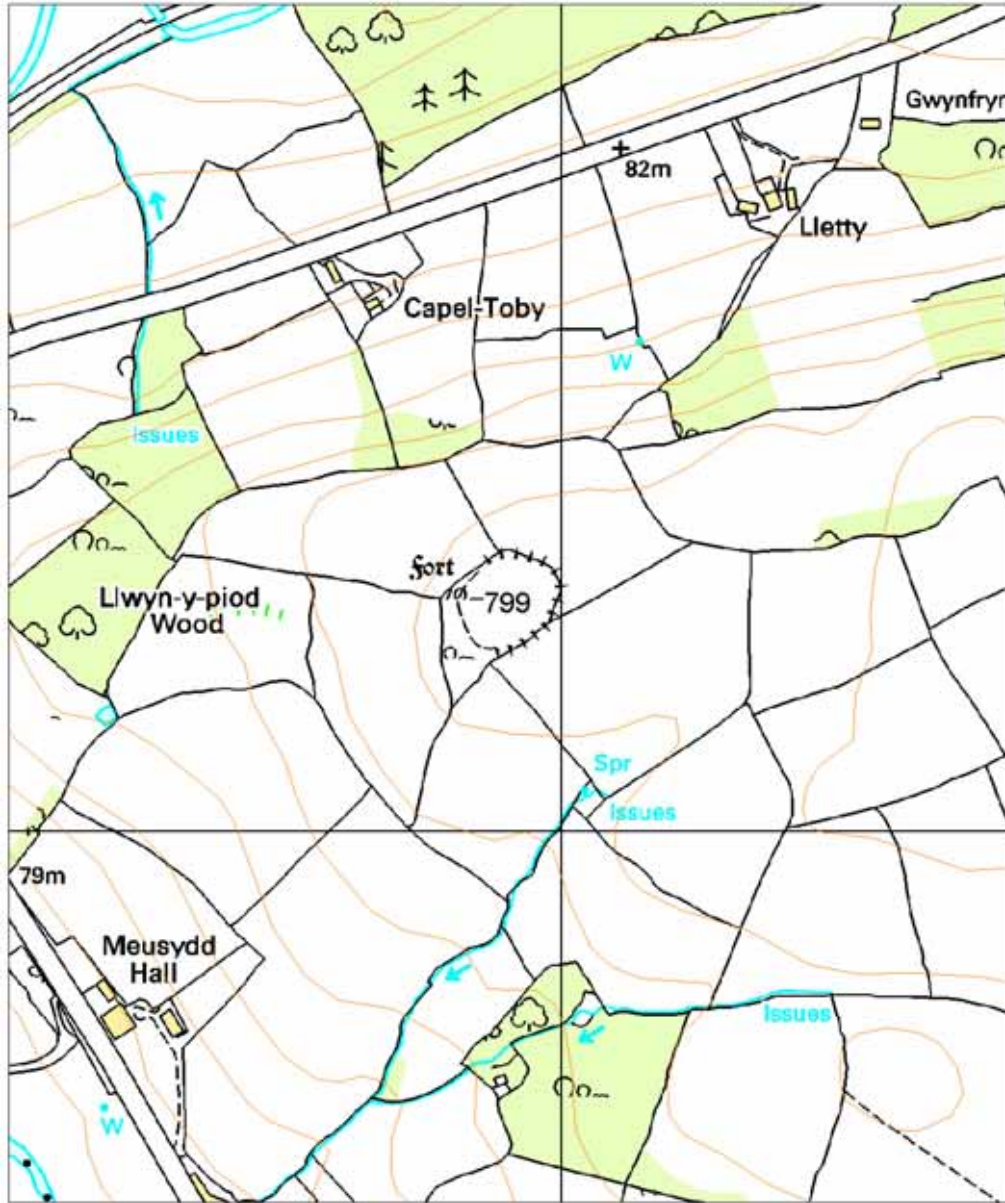 Gwynfryn
82m
Lletty
Capel-Toby
W
Issues
Fort
799
Llwyn-y-piod
Wood
Spr
Issues
79m
Meusydd
Hall
Issues
W